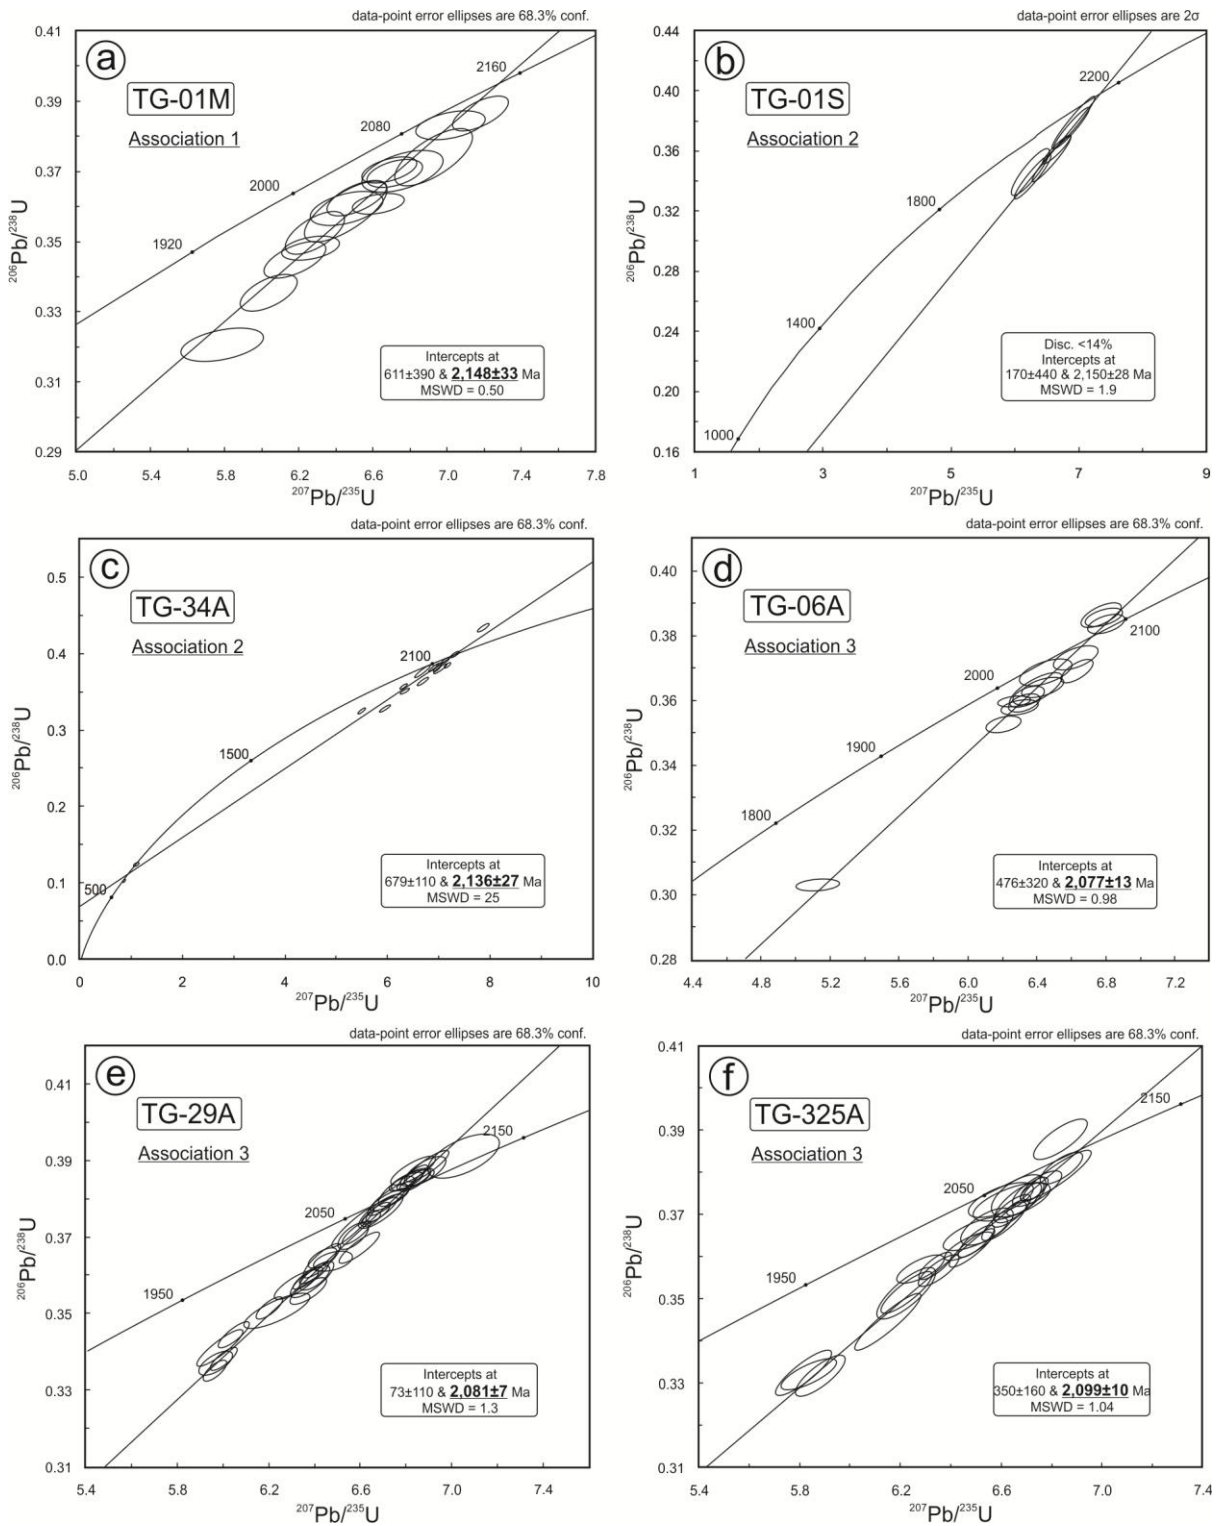 data-point error ellipses are 68.3% conf.
a
TG-01M
Association 1
0.41
0.39
0.37
0.35
0.33
0.31
0.29
2160
2080
2000
1920
Intercepts at
611±390 & 2,148±33 Ma
MSWD = 0.50
5.0 5.4 5.8 6.2 6.6 7.0 7.4 7.8
206Pb/238U
207Pb/235U
data-point error ellipses are 2σ
b
TG-01S
Association 2
0.44
0.40
0.36
0.32
0.28
0.24
0.20
0.16
2200
1800
1400
1000
Disc. <14%
Intercepts at
170±440 & 2,150±28 Ma
MSWD = 1.9
1 3 5 7 9
206Pb/238U
207Pb/235U
data-point error ellipses are 68.3% conf.
c
TG-34A
Association 2
0.5
0.4
0.3
0.2
0.1
0.0
2100
1500
500
Intercepts at
679±110 & 2,136±27 Ma
MSWD = 25
0 2 4 6 8 10
206Pb/238U
207Pb/235U
data-point error ellipses are 68.3% conf.
d
TG-06A
Association 3
0.40
0.38
0.36
0.34
0.32
0.30
0.28
2100
2000
1900
1800
Intercepts at
476±320 & 2,077±13 Ma
MSWD = 0.98
4.4 4.8 5.2 5.6 6.0 6.4 6.8 7.2
206Pb/238U
207Pb/235U
data-point error ellipses are 68.3% conf.
e
TG-29A
Association 3
0.41
0.39
0.37
0.35
0.33
0.31
2150
2050
1950
Intercepts at
73±110 & 2,081±7 Ma
MSWD = 1.3
5.4 5.8 6.2 6.6 7.0 7.4
206Pb/238U
207Pb/235U
data-point error ellipses are 68.3% conf.
f
TG-325A
Association 3
0.41
0.39
0.37
0.35
0.33
0.31
2150
2050
1950
Intercepts at
350±160 & 2,099±10 Ma
MSWD = 1.04
5.4 5.8 6.2 6.6 7.0 7.4
206Pb/238U
207Pb/235U